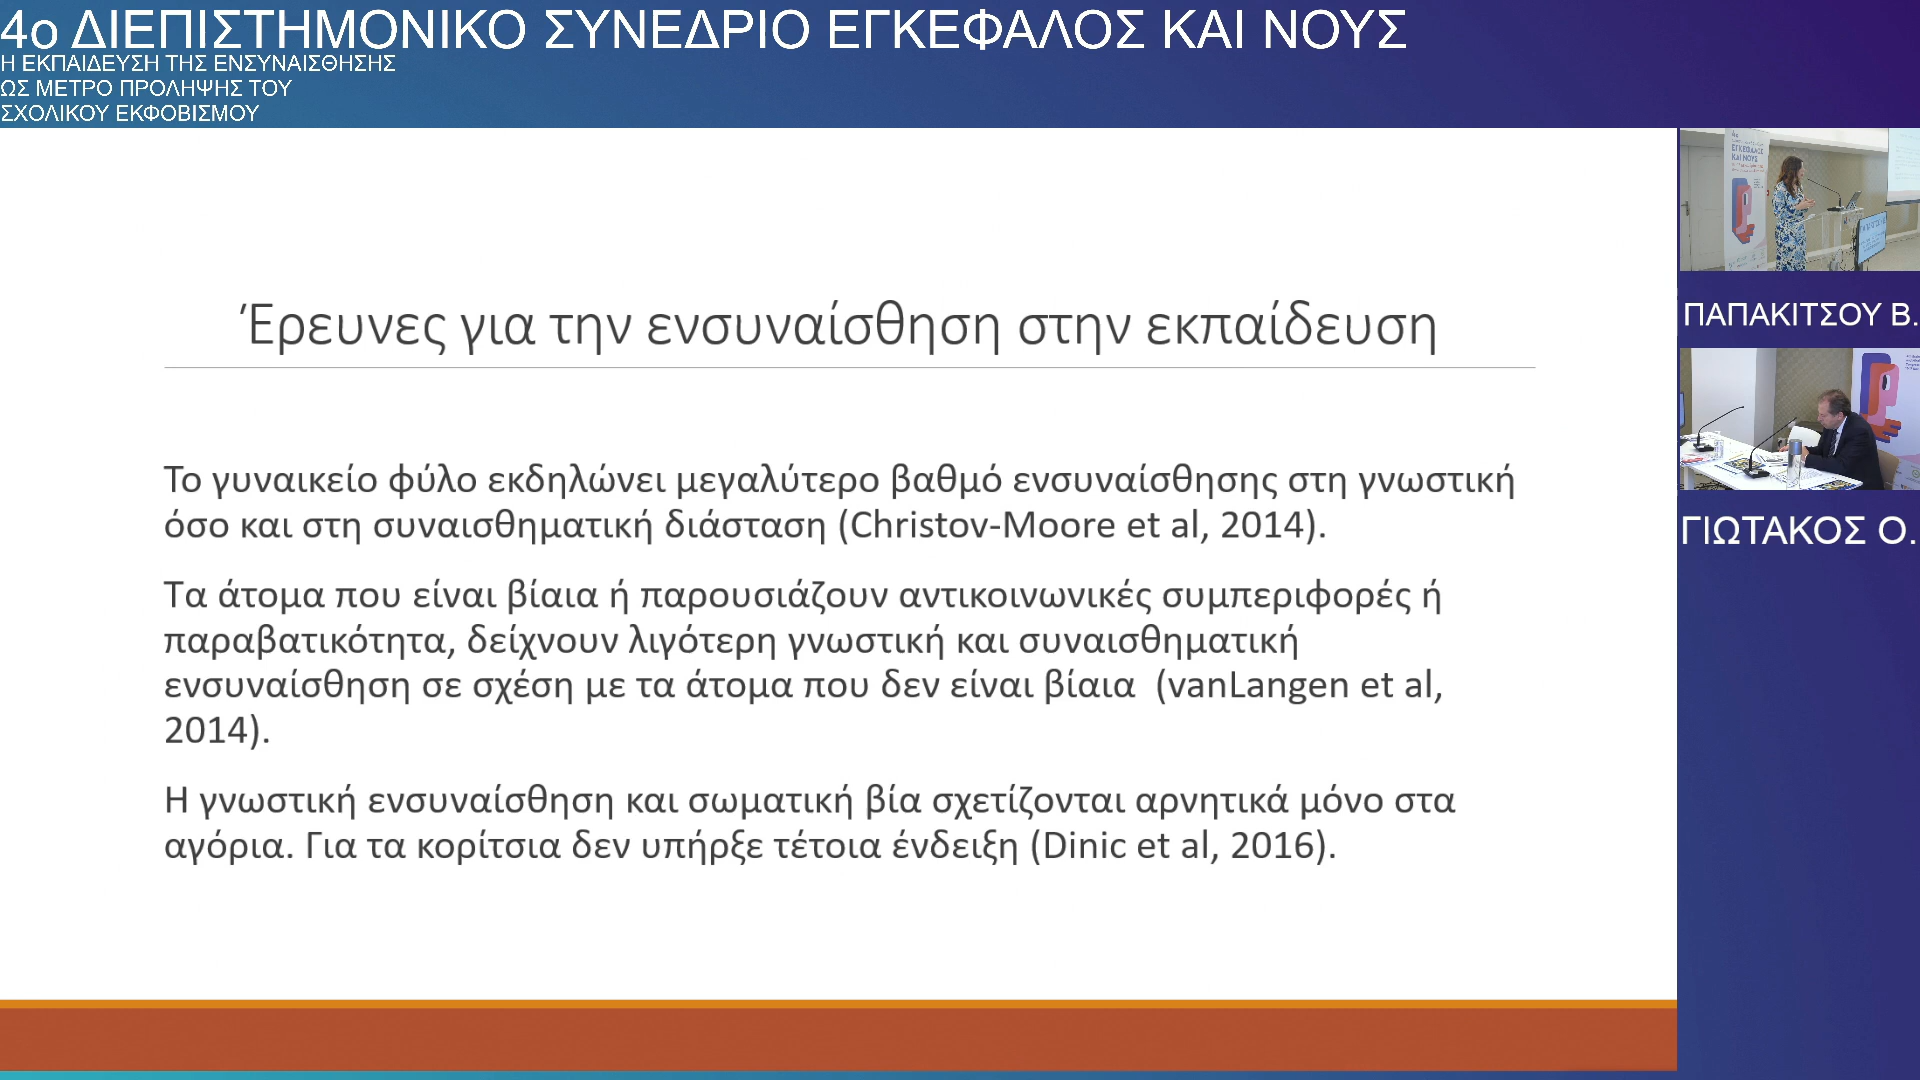 4ο ΔΙΕΠΙΣΤΗΜΟΝΙΚΟ ΣΥΝΕΔΡΙΟ ΕΓΚΕΦΑΛΟΣ ΚΑΙ ΝΟΥΣ
Η ΕΚΠΑΙΔΕΥΣΗ ΤΗΣ ΕΝΣΥΝΑΙΣΘΗΣΗΣ
ΩΣ ΜΕΤΡΟ ΠΡΟΛΗΨΗΣ ΤΟΥ
ΣΧΟΛΙΚΟΥ ΕΚΦΟΒΙΣΜΟΥ
Έρευνες για την ενσυναίσθηση στην εκπαίδευση
Το γυναικείο φύλο εκδηλώνει μεγαλύτερο βαθμό ενσυναίσθησης στη γνωστική
όσο και στη συναισθηματική διάσταση (Christov-Moore et al, 2014).
Τα άτομα που είναι βίαια ή παρουσιάζουν αντικοινωνικές συμπεριφορές ή
παραβατικότητα, δείχνουν λιγότερη γνωστική και συναισθηματική
ενσυναίσθηση σε σχέση με τα άτομα που δεν είναι βίαια (vanLangen et al,
2014).
Η γνωστική ενσυναίσθηση και σωματική βία σχετίζονται αρνητικά μόνο στα
αγόρια. Για τα κορίτσια δεν υπήρξε τέτοια ένδειξη (Dinic et al, 2016).
ΕΓΚΕΦΑΛΟΣ
ΚΑΙ ΝΟΥΣ
ΠΑΠΑΚΙΤΣΟΥ Β.
ΓΙΩΤΑΚΟΣ Ο.